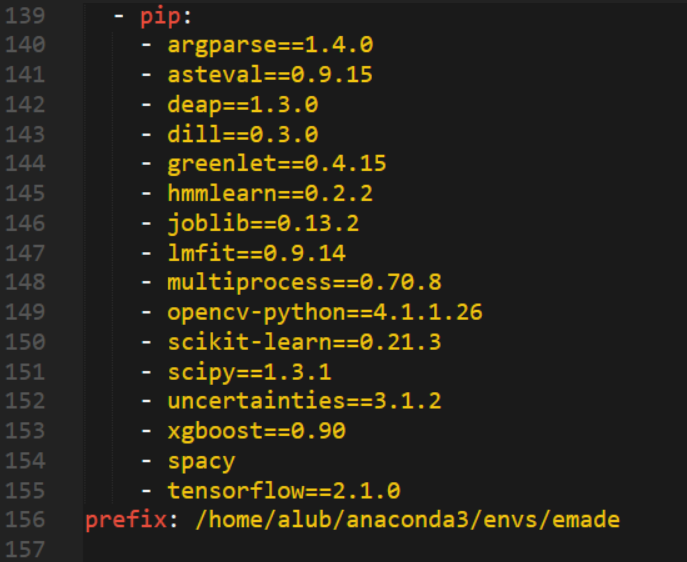 139 - pip:
140 - argparse==1.4.0
141 - asteval==0.9.15
142 - deap==1.3.0
143 - dill==0.3.0
144 - greenlet==0.4.15
145 - hmmlearn==0.2.2
146 - joblib==0.13.2
147 - lmfit==0.9.14
148 - multiprocess==0.70.8
149 - opencv-python==4.1.1.26
150 - scikit-learn==0.21.3
151 - scipy==1.3.1
152 - uncertainties==3.1.2
153 - xgboost==0.90
154 - spacy
155 - tensorflow==2.1.0
156 prefix: /home/alub/anaconda3/envs/emade
157